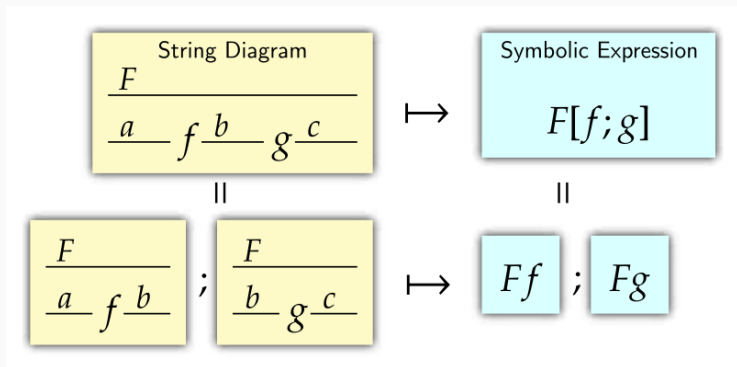 String Diagram
F
a f b g c
↦
Symbolic Expression
F[f;g]
=
=
F
a f b
;
F
b g c
↦
Ff ; Fg